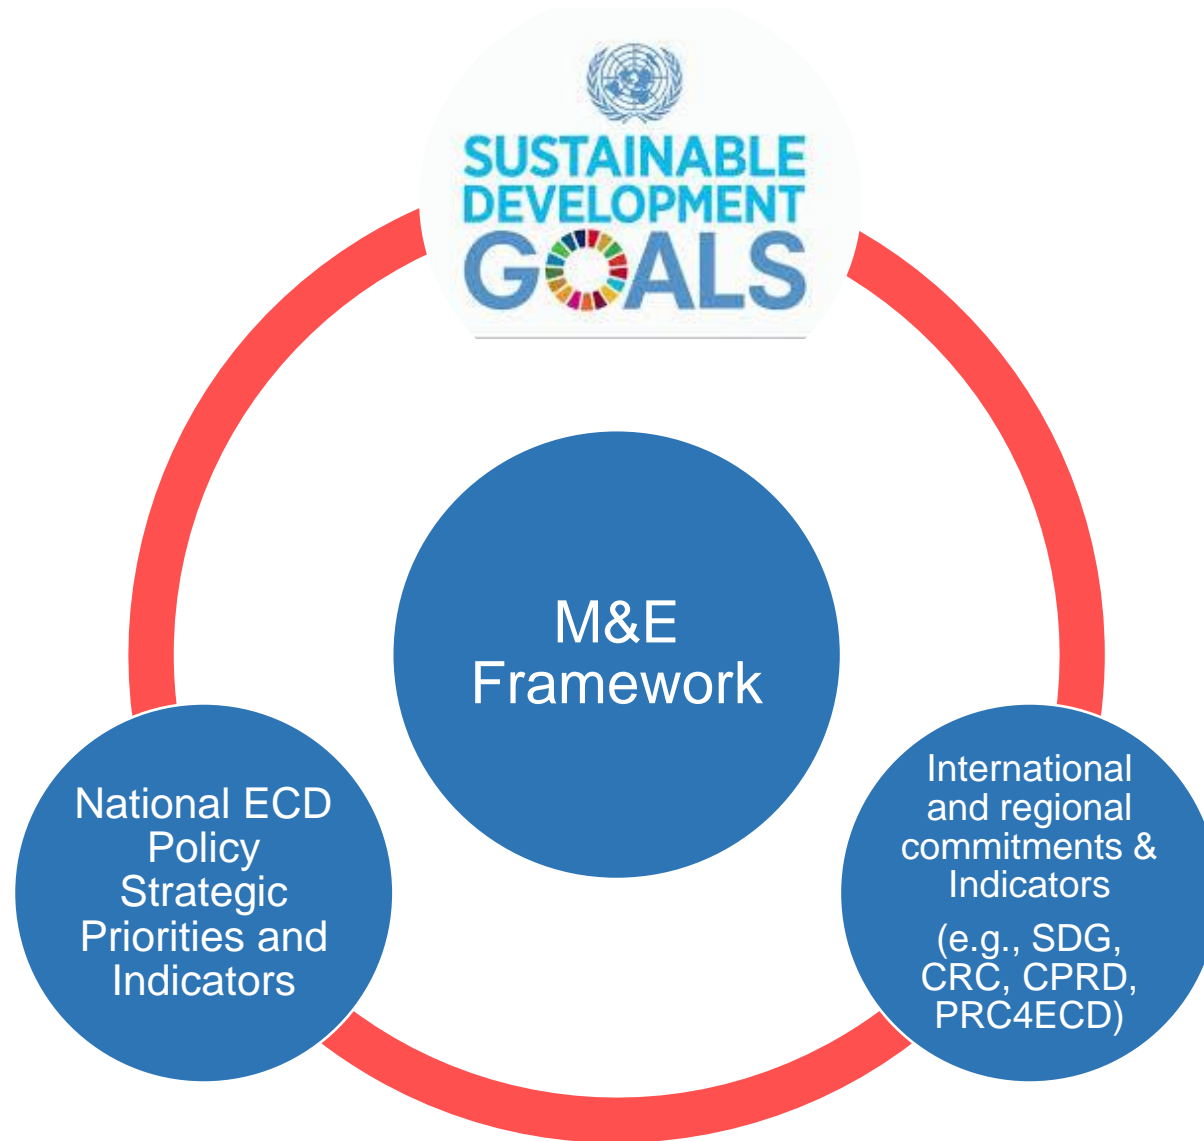 SUSTAINABLE
DEVELOPMENT
GOALS
M&E
Framework
National ECD
Policy
Strategic
Priorities and
Indicators
International
and regional
commitments &
Indicators
(e.g., SDG,
CRC, CPRD,
PRC4ECD)